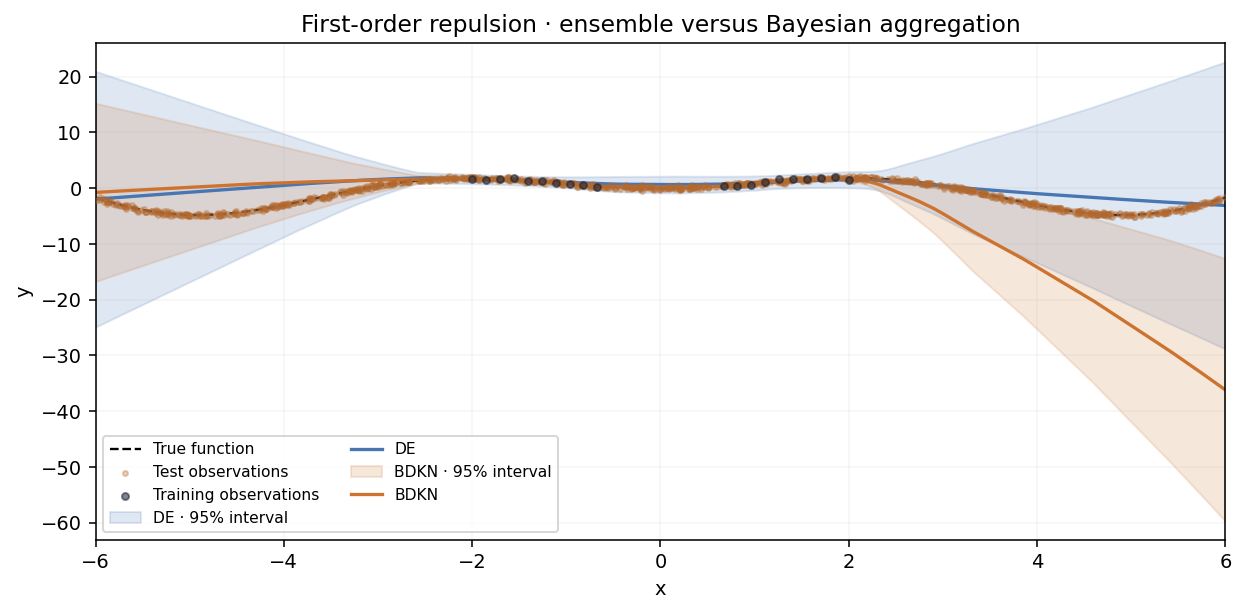 First-order repulsion · ensemble versus Bayesian aggregation
y
20
10
0
−10
−20
−30
−40
−50
−60
True function
Test observations
Training observations
DE · 95% interval
DE
BDKN · 95% interval
BDKN
−6
−4
−2
0
2
4
6
x